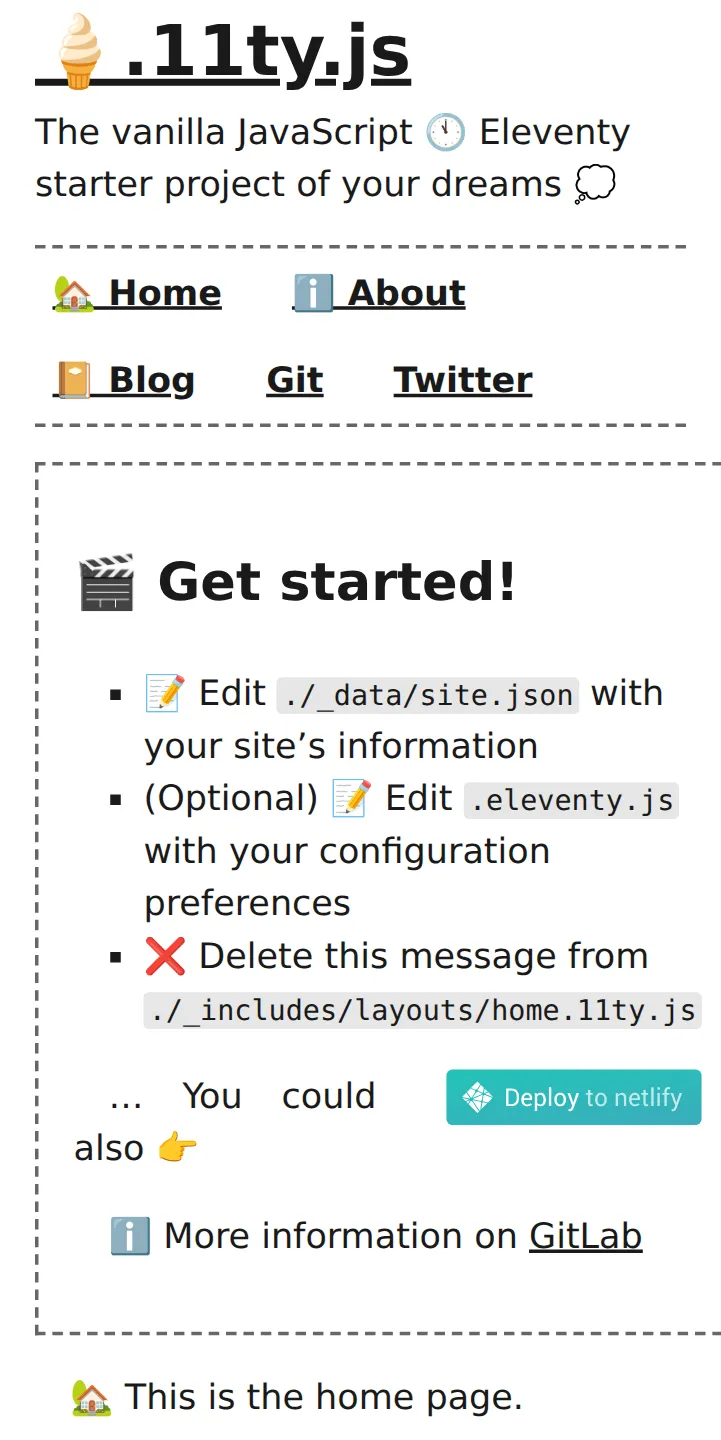 🍦.11ty.js
The vanilla JavaScript 🕚 Eleventy
starter project of your dreams 💭
🏡 Home ℹ️ About
📔 Blog Git Twitter
🎬 Get started!
▪ 📝 Edit ./_data/site.json with
your site’s information
▪ (Optional) 📝 Edit .eleventy.js
with your configuration
preferences
▪ ❌ Delete this message from
./_includes/layouts/home.11ty.js
… You could
also 👉
Deploy to netlify
ℹ️ More information on GitLab
🏡 This is the home page.